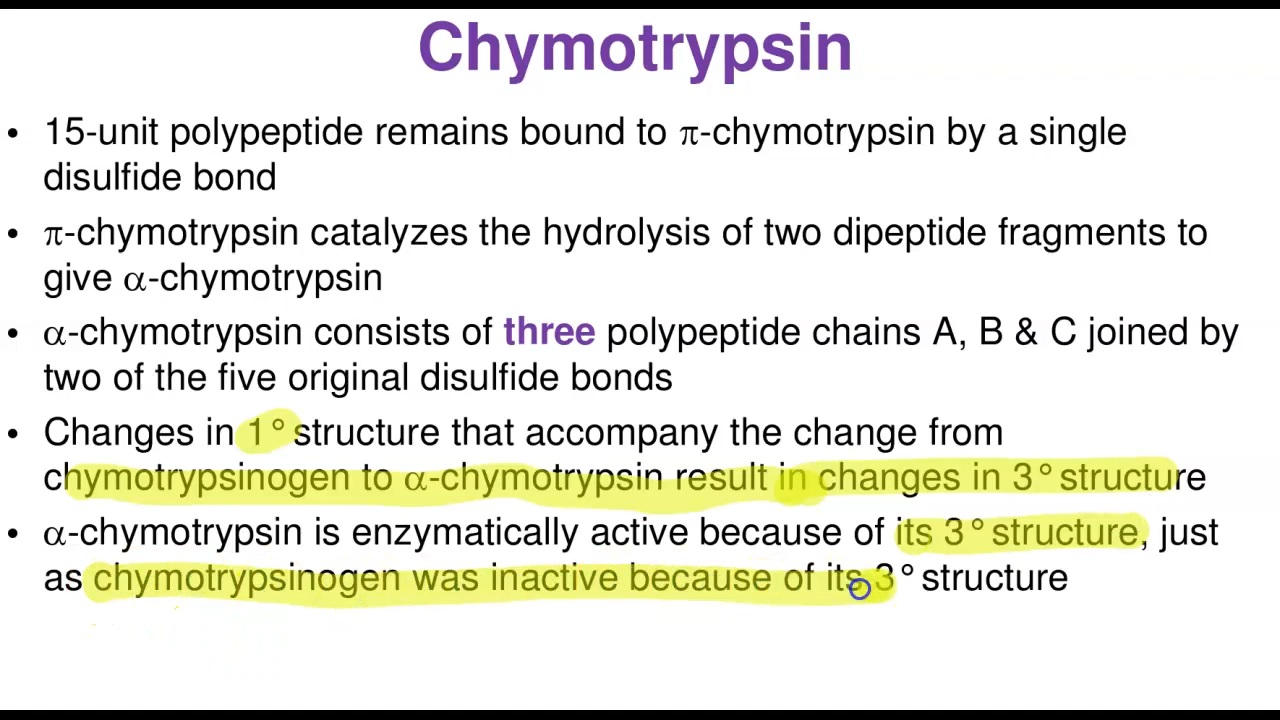 Chymotrypsin
• 15-unit polypeptide remains bound to π-chymotrypsin by a single
disulfide bond
• π-chymotrypsin catalyzes the hydrolysis of two dipeptide fragments to
give α-chymotrypsin
• α-chymotrypsin consists of three polypeptide chains A, B & C joined by
two of the five original disulfide bonds
• Changes in 1° structure that accompany the change from
chymotrypsinogen to α-chymotrypsin result in changes in 3° structure
• α-chymotrypsin is enzymatically active because of its 3° structure, just
as chymotrypsinogen was inactive because of its 3° structure